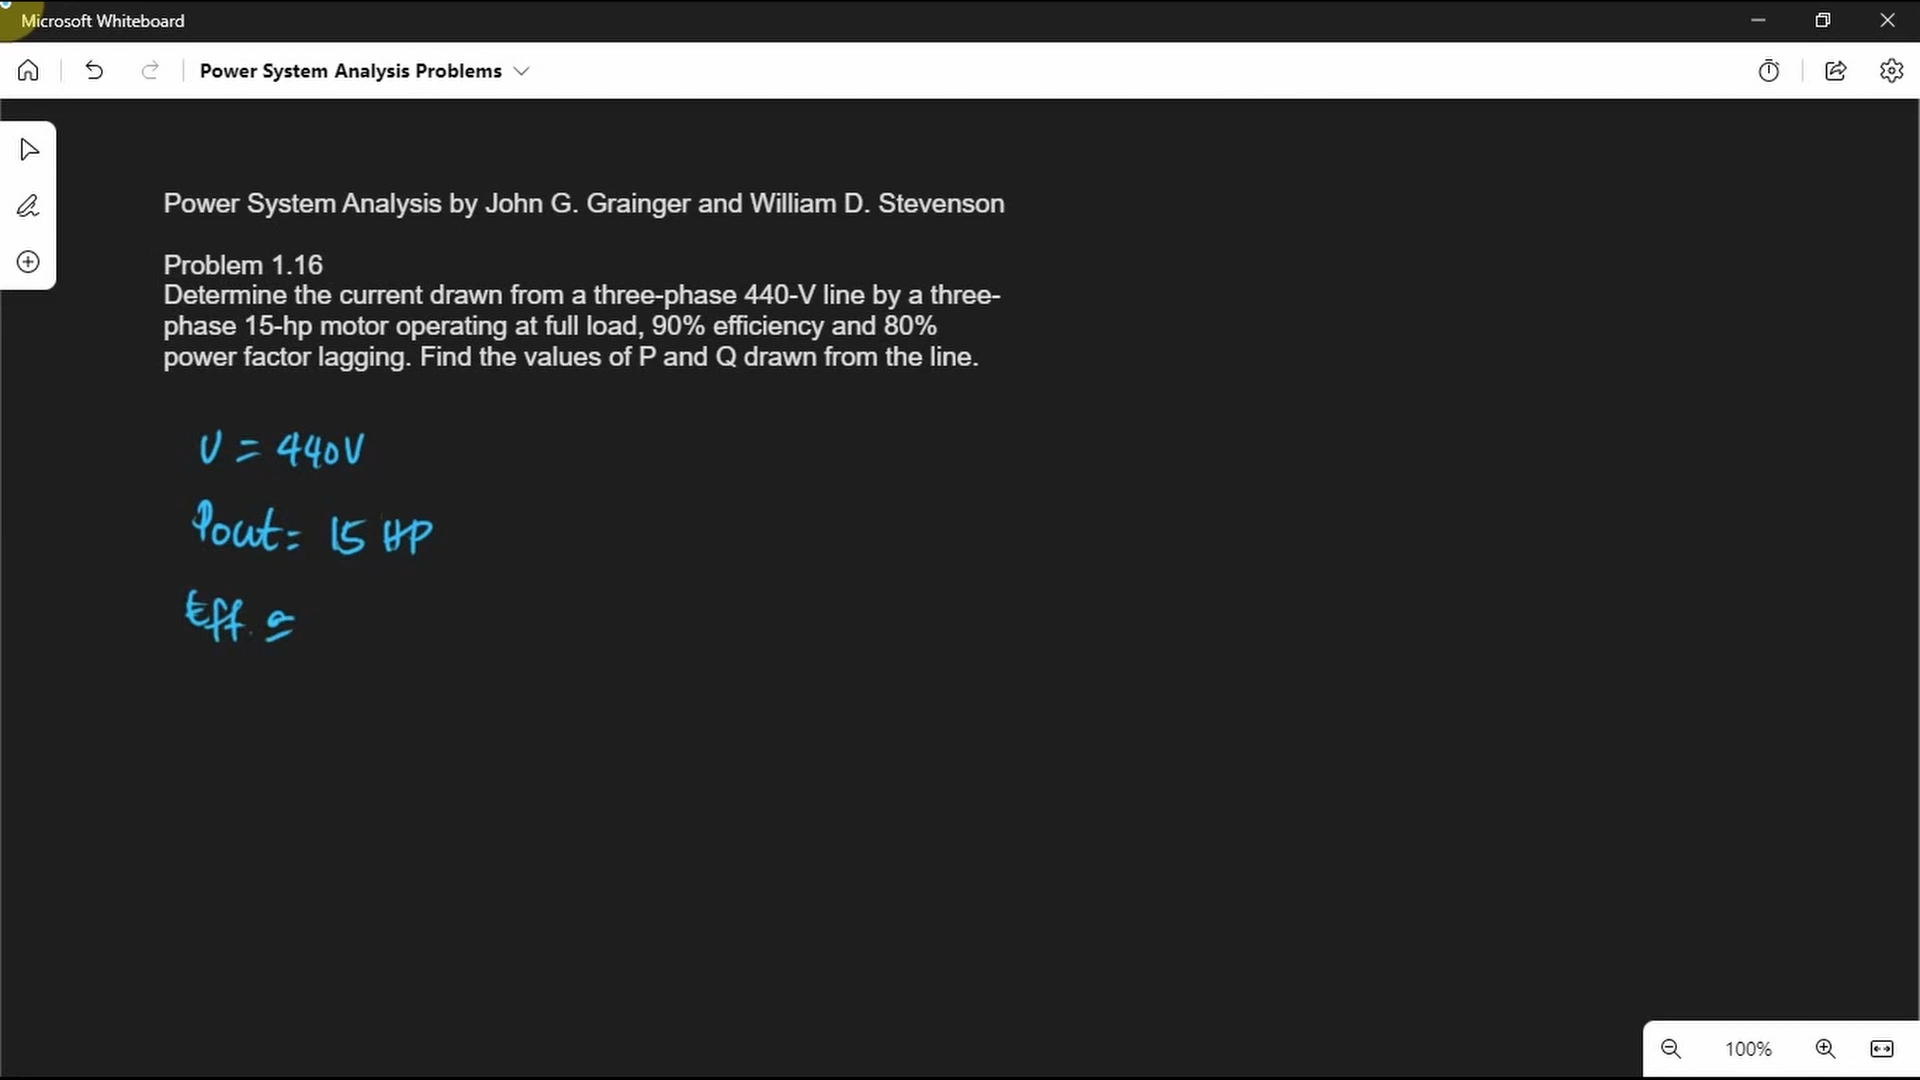 Microsoft Whiteboard
Power System Analysis Problems
Power System Analysis by John G. Grainger and William D. Stevenson
Problem 1.16
Determine the current drawn from a three-phase 440-V line by a three-
phase 15-hp motor operating at full load, 90% efficiency and 80%
power factor lagging. Find the values of P and Q drawn from the line.
V = 440V
Pout = 15 HP
Eff. =
100%